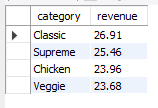 category revenue
Classic 26.91
Supreme 25.46
Chicken 23.96
Veggie 23.68